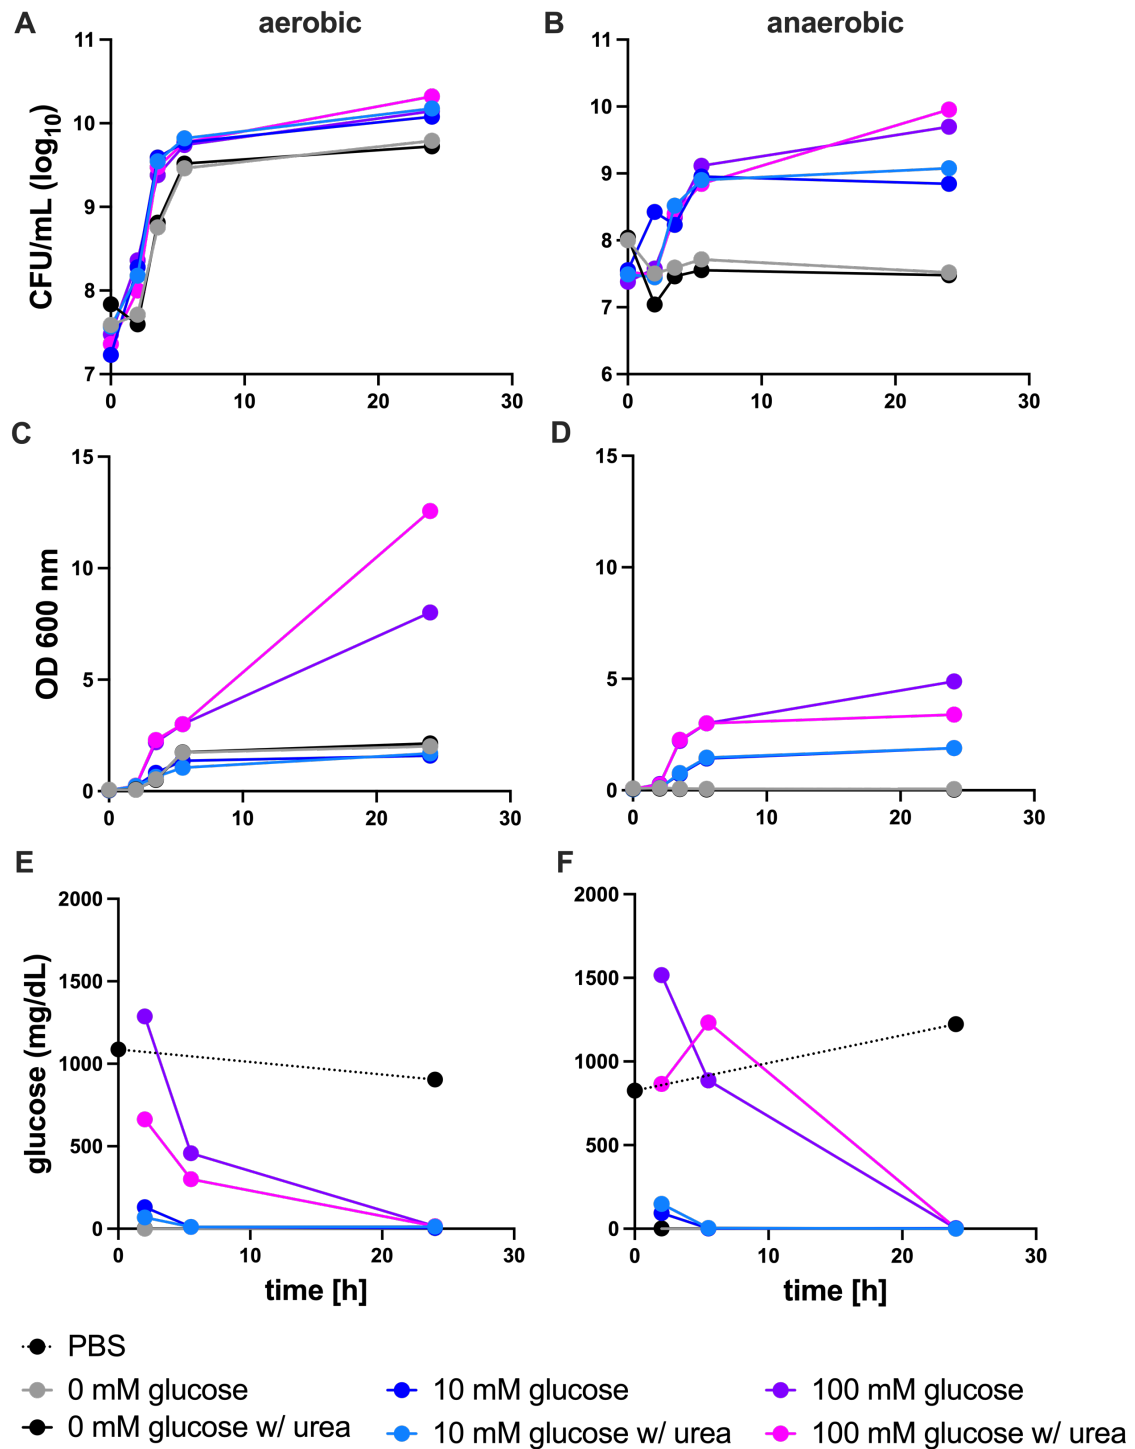 A aerobic B anaerobic
11 11
10 10
9 9
8 8
7 7
6
CFU/mL (log10)
0 10 20 30 0 10 20 30
C D
15 15
10 10
5 5
0 0
OD 600 nm
0 10 20 30 0 10 20 30
E F
2000 2000
1500 1500
1000 1000
500 500
0 0
glucose (mg/dL)
0 10 20 30 0 10 20 30
time [h] time [h]
PBS
0 mM glucose 10 mM glucose 100 mM glucose
0 mM glucose w/ urea 10 mM glucose w/ urea 100 mM glucose w/ urea